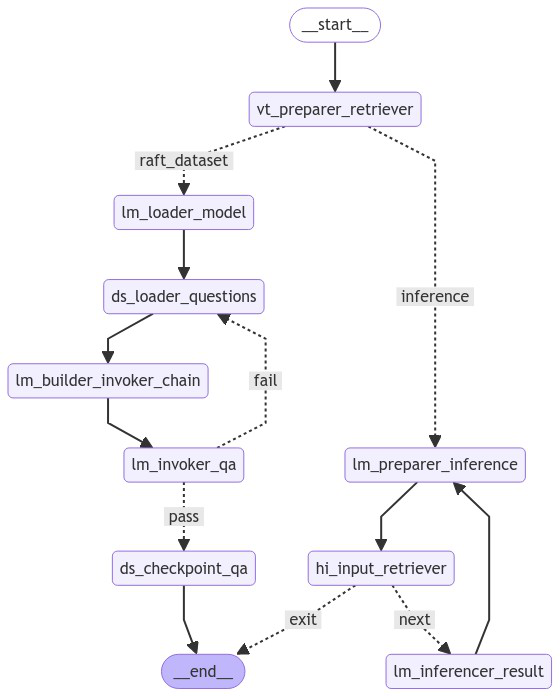 __start__
vt_preparer_retriever
raft_dataset
lm_loader_model
ds_loader_questions
inference
lm_builder_invoker_chain
fail
lm_invoker_qa
lm_preparer_inference
pass
ds_checkpoint_qa
hi_input_retriever
exit
next
__end__
lm_inferencer_result